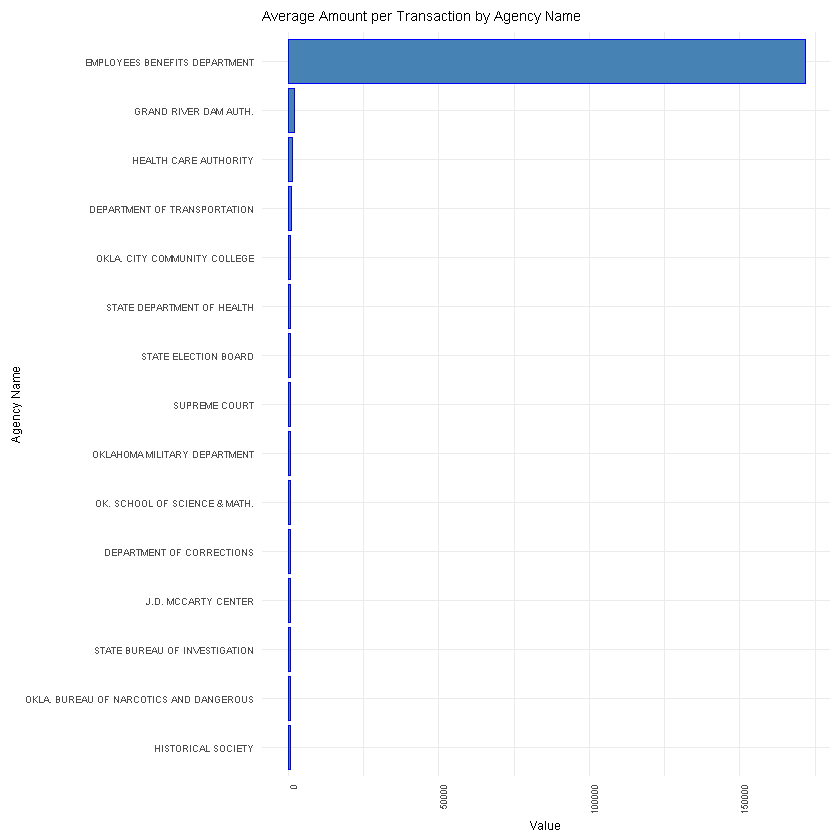 Average Amount per Transaction by Agency Name
Agency Name
EMPLOYEES BENEFITS DEPARTMENT
GRAND RIVER DAM AUTH.
HEALTH CARE AUTHORITY
DEPARTMENT OF TRANSPORTATION
OKLA. CITY COMMUNITY COLLEGE
STATE DEPARTMENT OF HEALTH
STATE ELECTION BOARD
SUPREME COURT
OKLAHOMA MILITARY DEPARTMENT
OK. SCHOOL OF SCIENCE & MATH.
DEPARTMENT OF CORRECTIONS
J.D. MCCARTY CENTER
STATE BUREAU OF INVESTIGATION
OKLA. BUREAU OF NARCOTICS AND DANGEROUS
HISTORICAL SOCIETY
0
50000
100000
150000
Value